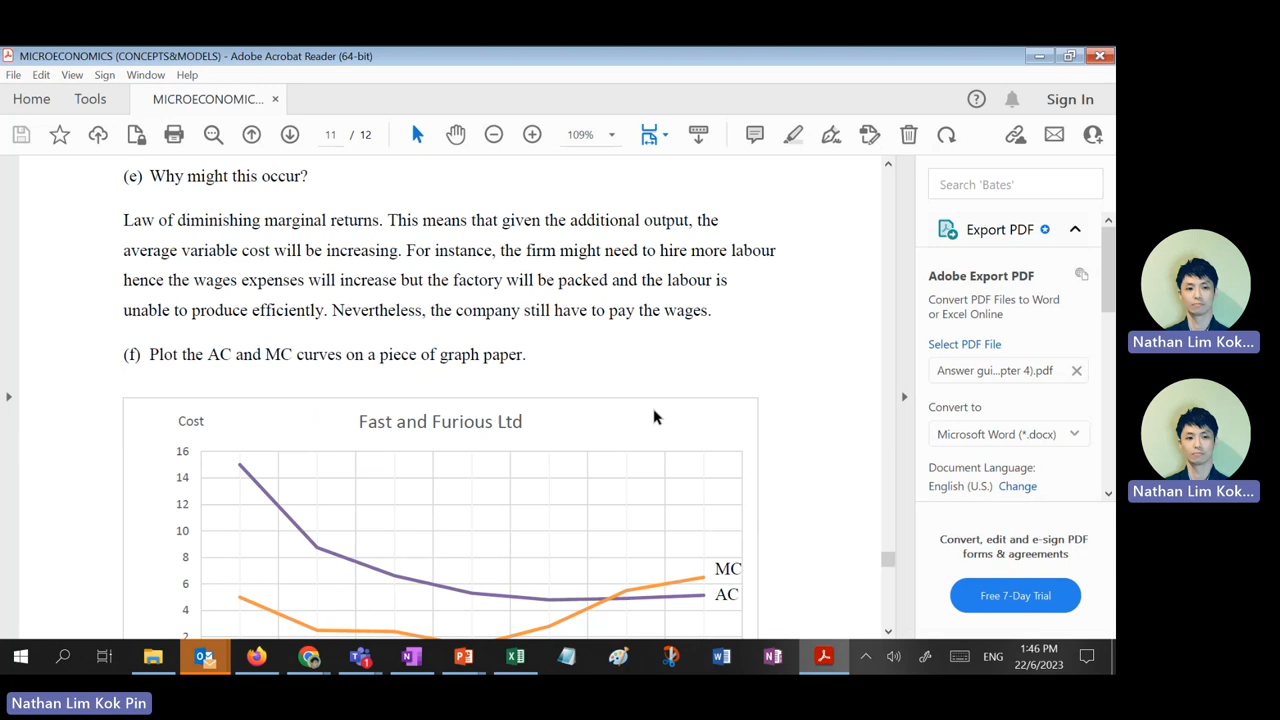 MICROECONOMICS (CONCEPTS&MODELS) - Adobe Acrobat Reader (64-bit)
File Edit View Sign Window Help
Home Tools MICROECONOMIC... × Sign In
11 / 12 109%
(e) Why might this occur?
Law of diminishing marginal returns. This means that given the additional output, the
average variable cost will be increasing. For instance, the firm might need to hire more labour
hence the wages expenses will increase but the factory will be packed and the labour is
unable to produce efficiently. Nevertheless, the company still have to pay the wages.
(f) Plot the AC and MC curves on a piece of graph paper.
Cost Fast and Furious Ltd
16
14
12
10
8
6
4
2
MC
AC
Search 'Bates'
Export PDF
Adobe Export PDF
Convert PDF Files to Word
or Excel Online
Select PDF File
Answer gui...pter 4).pdf
Convert to
Microsoft Word (*.docx)
Document Language:
English (U.S.) Change
Convert, edit and e-sign PDF
forms & agreements
Free 7-Day Trial
Nathan Lim Kok...
Nathan Lim Kok...
ENG 1:46 PM
22/6/2023
Nathan Lim Kok Pin